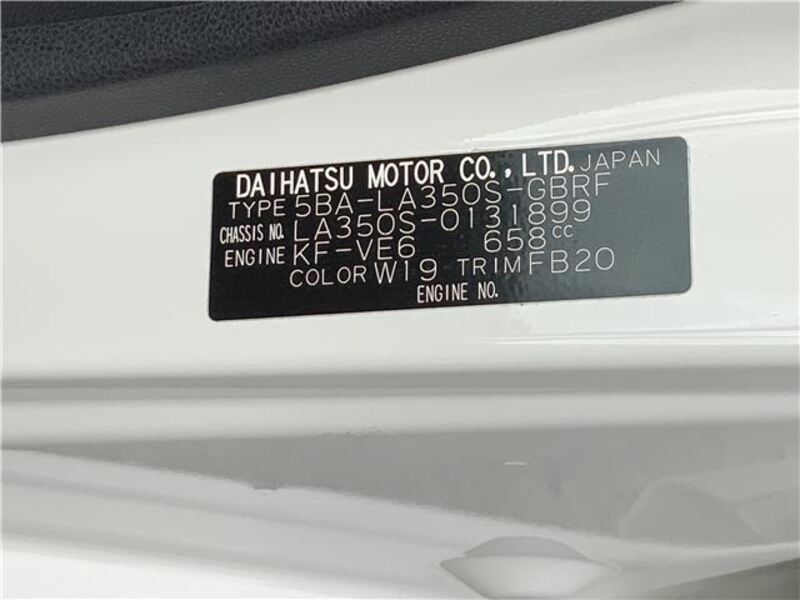 DAIHATSU MOTOR CO., LTD. JAPAN
TYPE 5BA-LA350S-GBRF
CHASSIS NO. LA350S-0131899
ENGINE KF-VE6 658CC
COLOR W19 TRIM FB20
ENGINE NO.